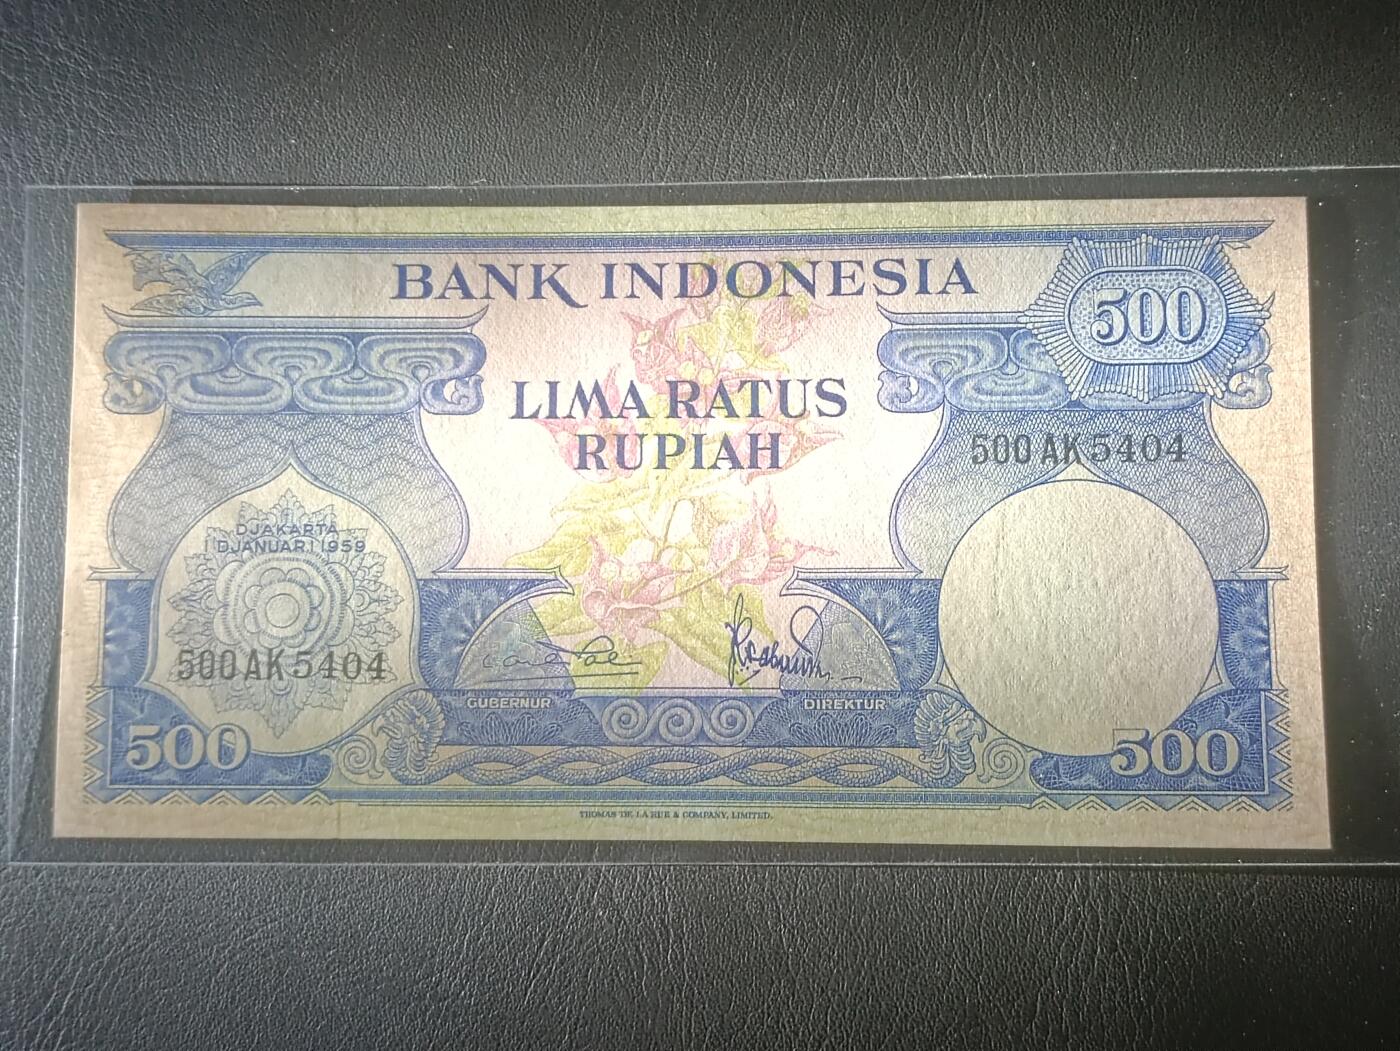 BANK INDONESIA
500
LIMA RATUS
RUPIAH
500 AK 5404
DJAKARTA
1 DJANUARI 1959
500 AK 5404
GUBERNUR
DIREKTUR
500
500
THOMAS DE LA RUE & COMPANY, LIMITED.